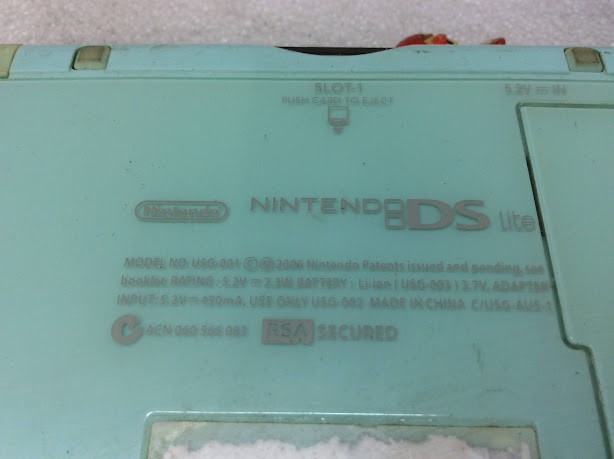 SLOT-1
PUSH CARD TO EJECT
5.2V ⎓ IN
Nintendo
NINTENDO DS Lite
MODEL NO. USG-001 ©Ⓜ2006 Nintendo Patents issued and pending, see
booklet RATING: 5.2V ⎓ 2.3W BATTERY: Li-ion (USG-003) 3.7V, ADAPTER
INPUT: 5.2V ⎓ 450mA, USE ONLY USG-002 MADE IN CHINA C/USG-AUS-1
ACN 060 566 083 RSA SECURED